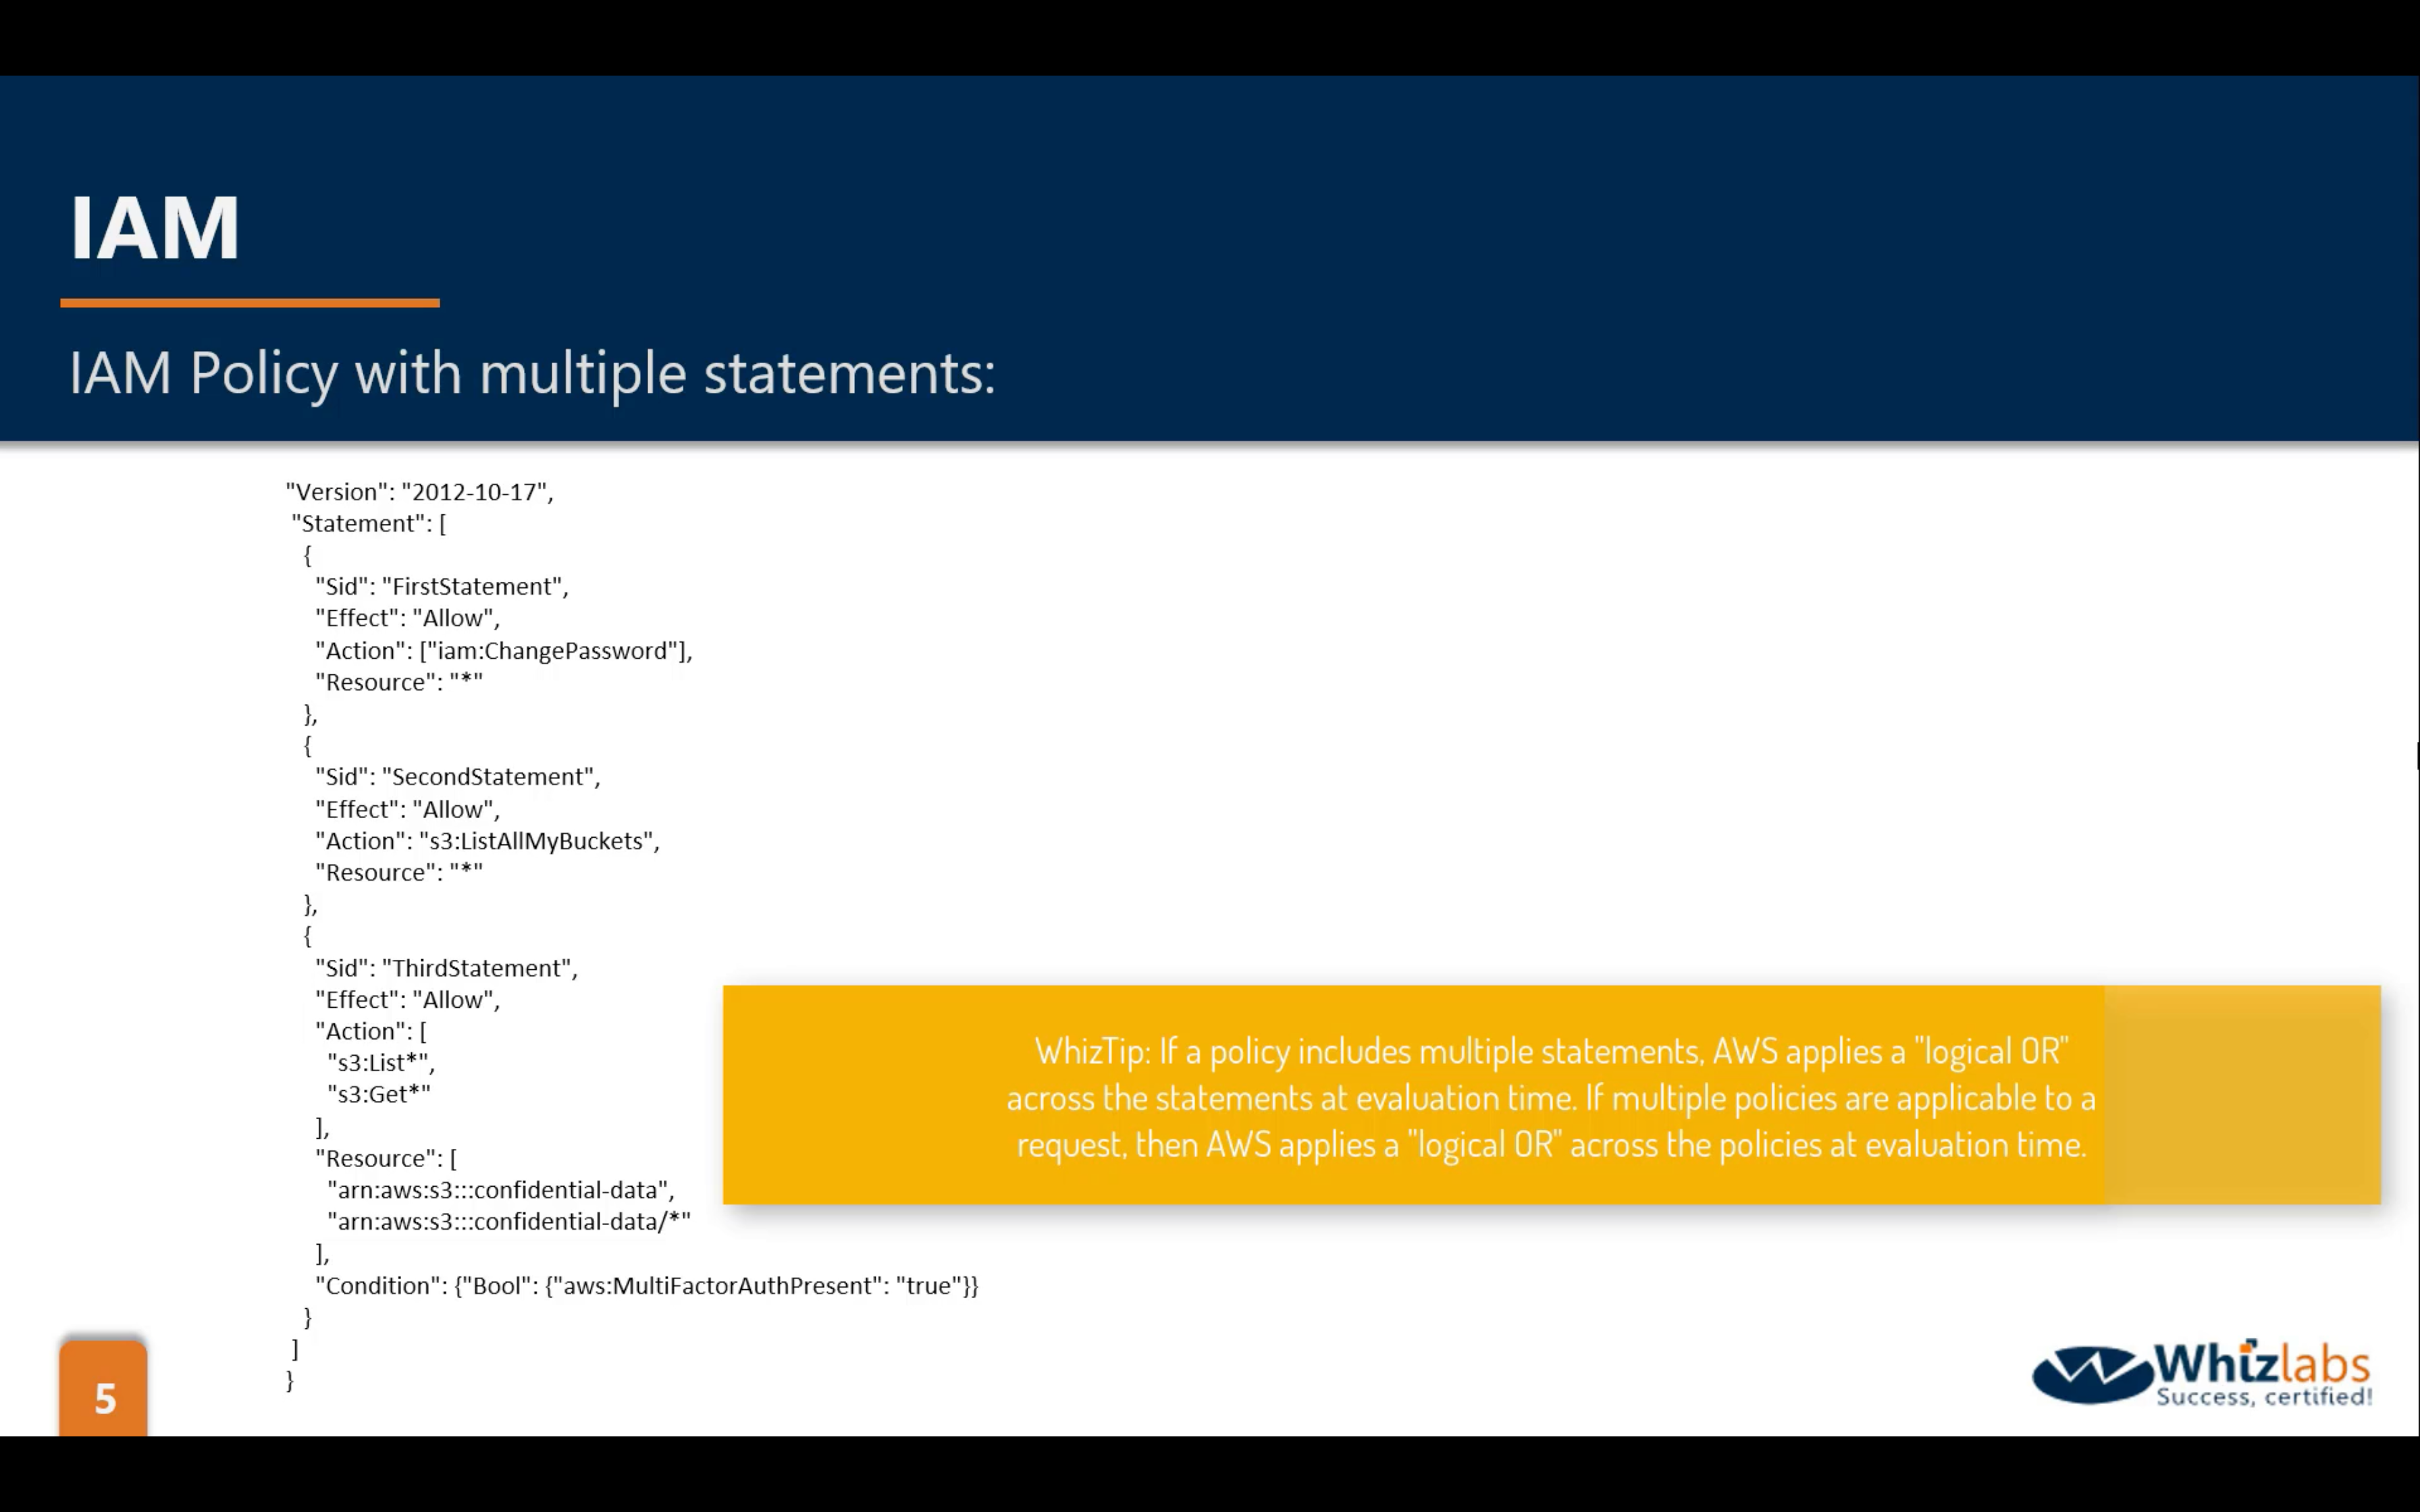 IAM
IAM Policy with multiple statements:
"Version": "2012-10-17",
"Statement": [
{
"Sid": "FirstStatement",
"Effect": "Allow",
"Action": ["iam:ChangePassword"],
"Resource": "*"
},
{
"Sid": "SecondStatement",
"Effect": "Allow",
"Action": "s3:ListAllMyBuckets",
"Resource": "*"
},
{
"Sid": "ThirdStatement",
"Effect": "Allow",
"Action": [
"s3:List*",
"s3:Get*"
],
"Resource": [
"arn:aws:s3:::confidential-data",
"arn:aws:s3:::confidential-data/*"
],
"Condition": {"Bool": {"aws:MultiFactorAuthPresent": "true"}}
}
]
}
WhizTip: If a policy includes multiple statements, AWS applies a "logical OR"
across the statements at evaluation time. If multiple policies are applicable to a
request, then AWS applies a "logical OR" across the policies at evaluation time.
5
Whizlabs
Success, certified!